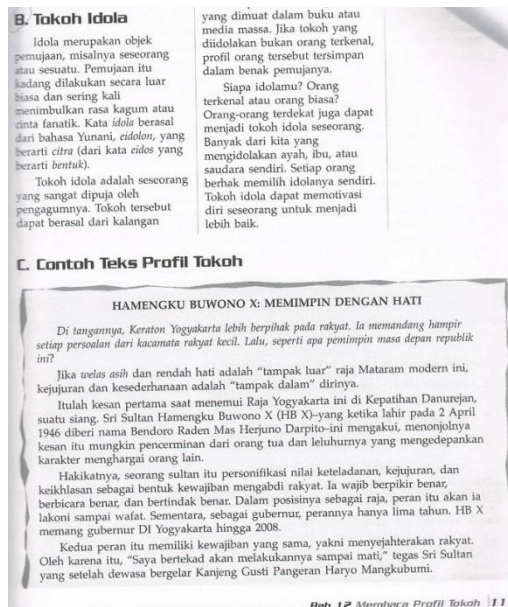 B. Tokoh Idola
Idola merupakan objek
pemujaan, misalnya seseorang
atau sesuatu. Pemujaan itu
kadang dilakukan secara luar
biasa dan sering kali
menimbulkan rasa kagum atau
cinta fanatik. Kata idola berasal
dari bahasa Yunani, eidolon, yang
berarti citra (dari kata eidos yang
berarti bentuk).
Tokoh idola adalah seseorang
yang sangat dipuja oleh
pengagumnya. Tokoh tersebut
dapat berasal dari kalangan
yang dimuat dalam buku atau
media massa. Jika tokoh yang
diidolakan bukan orang terkenal,
profil orang tersebut tersimpan
dalam benak pemujanya.
Siapa idolamu? Orang
terkenal atau orang biasa?
Orang-orang terdekat juga dapat
menjadi tokoh idola seseorang.
Banyak dari kita yang
mengidolakan ayah, ibu, atau
saudara sendiri. Setiap orang
berhak memilih idolanya sendiri.
Tokoh idola dapat memotivasi
diri seseorang untuk menjadi
lebih baik.
C. Contoh Teks Profil Tokoh
HAMENGKU BUWONO X: MEMIMPIN DENGAN HATI
Di tangannya, Keraton Yogyakarta lebih berpihak pada rakyat. Ia memandang hampir
setiap persoalan dari kacamata rakyat kecil. Lalu, seperti apa pemimpin masa depan republik
ini?
Jika welas asih dan rendah hati adalah "tampak luar" raja Mataram modern ini,
kejujuran dan kesederhanaan adalah "tampak dalam" dirinya.
Itulah kesan pertama saat menemui Raja Yogyakarta ini di Kepatihan Danurejan,
suatu siang. Sri Sultan Hamengku Buwono X (HB X)–yang ketika lahir pada 2 April
1946 diberi nama Bendoro Raden Mas Herjuno Darpito–ini mengakui, menonjolnya
kesan itu mungkin pencerminan dari orang tua dan leluhurnya yang mengedepankan
karakter menghargai orang lain.
Hakikatnya, seorang sultan itu personifikasi nilai keteladanan, kejujuran, dan
keikhlasan sebagai bentuk kewajiban mengabdi rakyat. Ia wajib berpikir benar,
berbicara benar, dan bertindak benar. Dalam posisinya sebagai raja, peran itu akan ia
lakoni sampai wafat. Sementara, sebagai gubernur, perannya hanya lima tahun. HB X
memang gubernur DI Yogyakarta hingga 2008.
Kedua peran itu memiliki kewajiban yang sama, yakni menyejahterakan rakyat.
Oleh karena itu, "Saya bertekad akan melakukannya sampai mati," tegas Sri Sultan
yang setelah dewasa bergelar Kanjeng Gusti Pangeran Haryo Mangkubumi.
Bab 12 Membaca Profil Tokoh 11